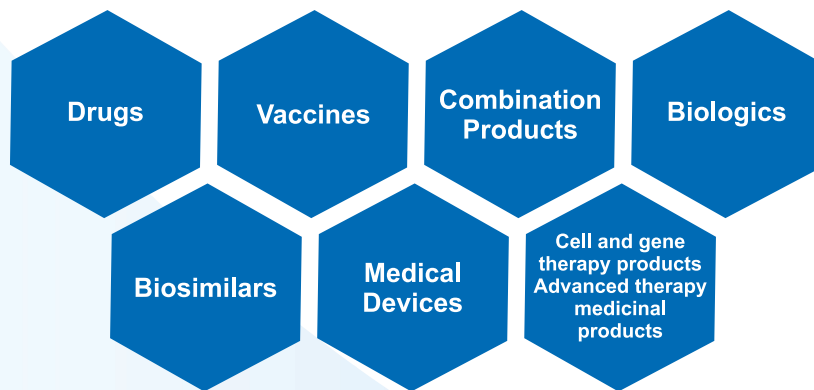 Drugs
Vaccines
Combination
Products
Biologics
Biosimilars
Medical
Devices
Cell and gene
therapy products
Advanced therapy
medicinal
products